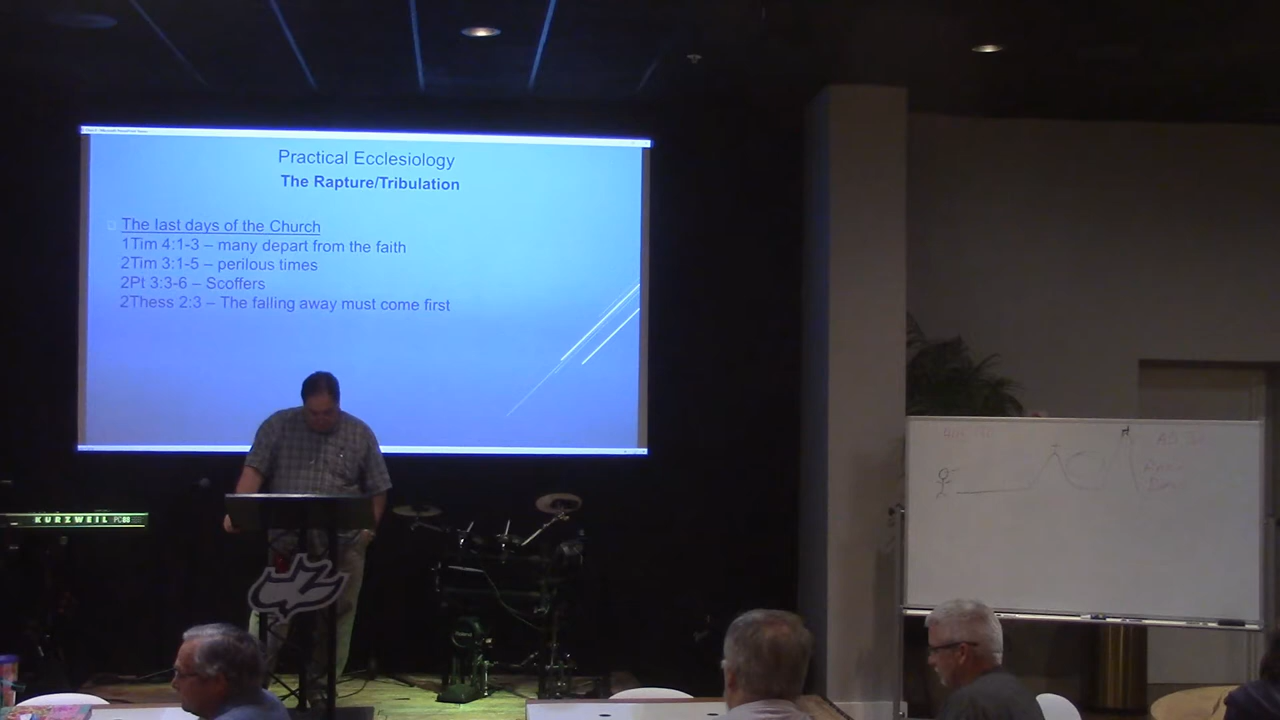 Practical Ecclesiology
The Rapture/Tribulation
The last days of the Church
1Tim 4:1-3 – many depart from the faith
2Tim 3:1-5 – perilous times
2Pt 3:3-6 – Scoffers
2Thess 2:3 – The falling away must come first
KURZWEIL PC88